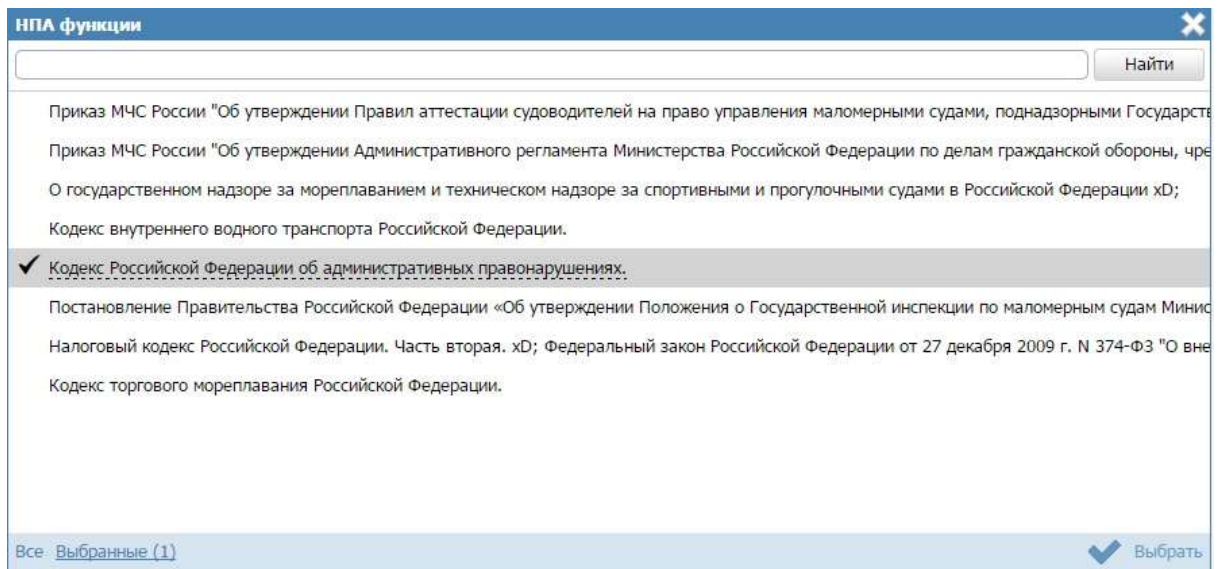 НПА функции
Найти
Приказ МЧС России "Об утверждении Правил аттестации судоводителей на право управления маломерными судами, поднадзорными Государств
Приказ МЧС России "Об утверждении Административного регламента Министерства Российской Федерации по делам гражданской обороны, чре
О государственном надзоре за мореплаванием и техническом надзоре за спортивными и прогулочными судами в Российской Федерации xD;
Кодекс внутреннего водного транспорта Российской Федерации.
Кодекс Российской Федерации об административных правонарушениях.
Постановление Правительства Российской Федерации «Об утверждении Положения о Государственной инспекции по маломерным судам Минис
Налоговый кодекс Российской Федерации. Часть вторая. xD; Федеральный закон Российской Федерации от 27 декабря 2009 г. N 374-ФЗ "О вне
Кодекс торгового мореплавания Российской Федерации.
Все Выбранные (1) Выбрать